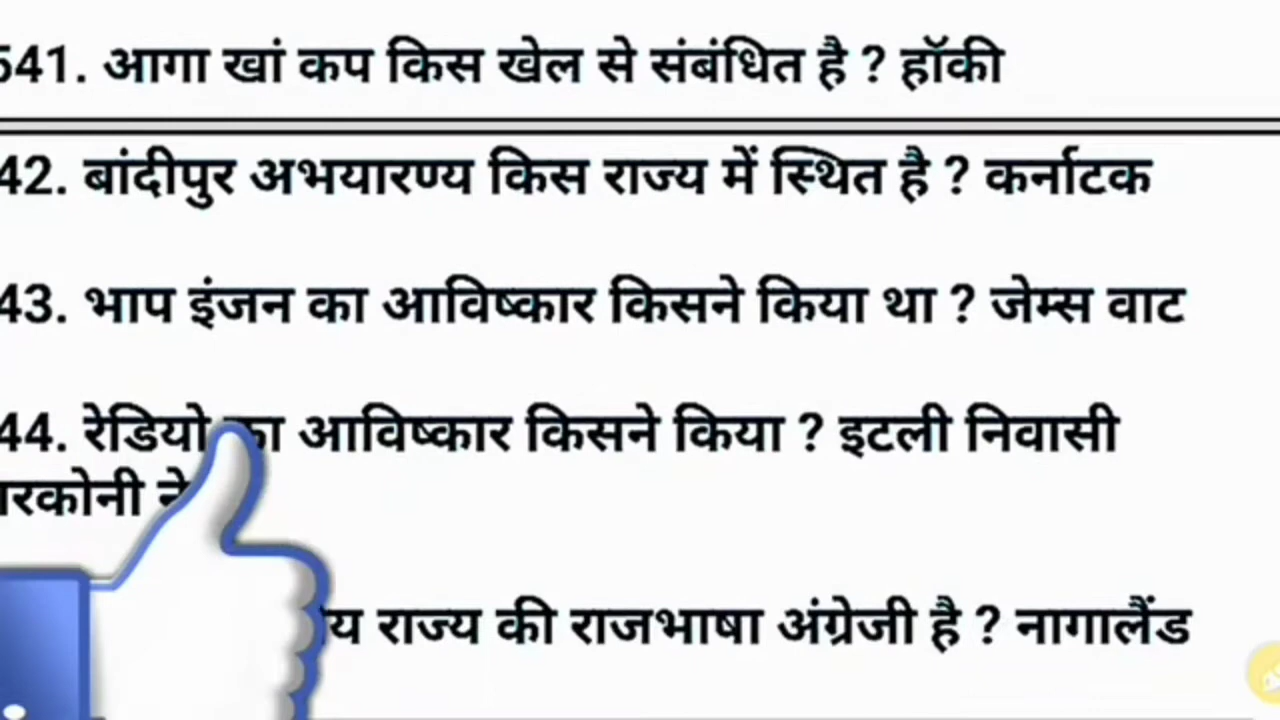 541. आगा खां कप किस खेल से संबंधित है ? हॉकी
42. बांदीपुर अभयारण्य किस राज्य में स्थित है ? कर्नाटक
43. भाप इंजन का आविष्कार किसने किया था ? जेम्स वाट
44. रेडियो का आविष्कार किसने किया ? इटली निवासी
ारकोनी ने
य राज्य की राजभाषा अंग्रेजी है ? नागालैंड